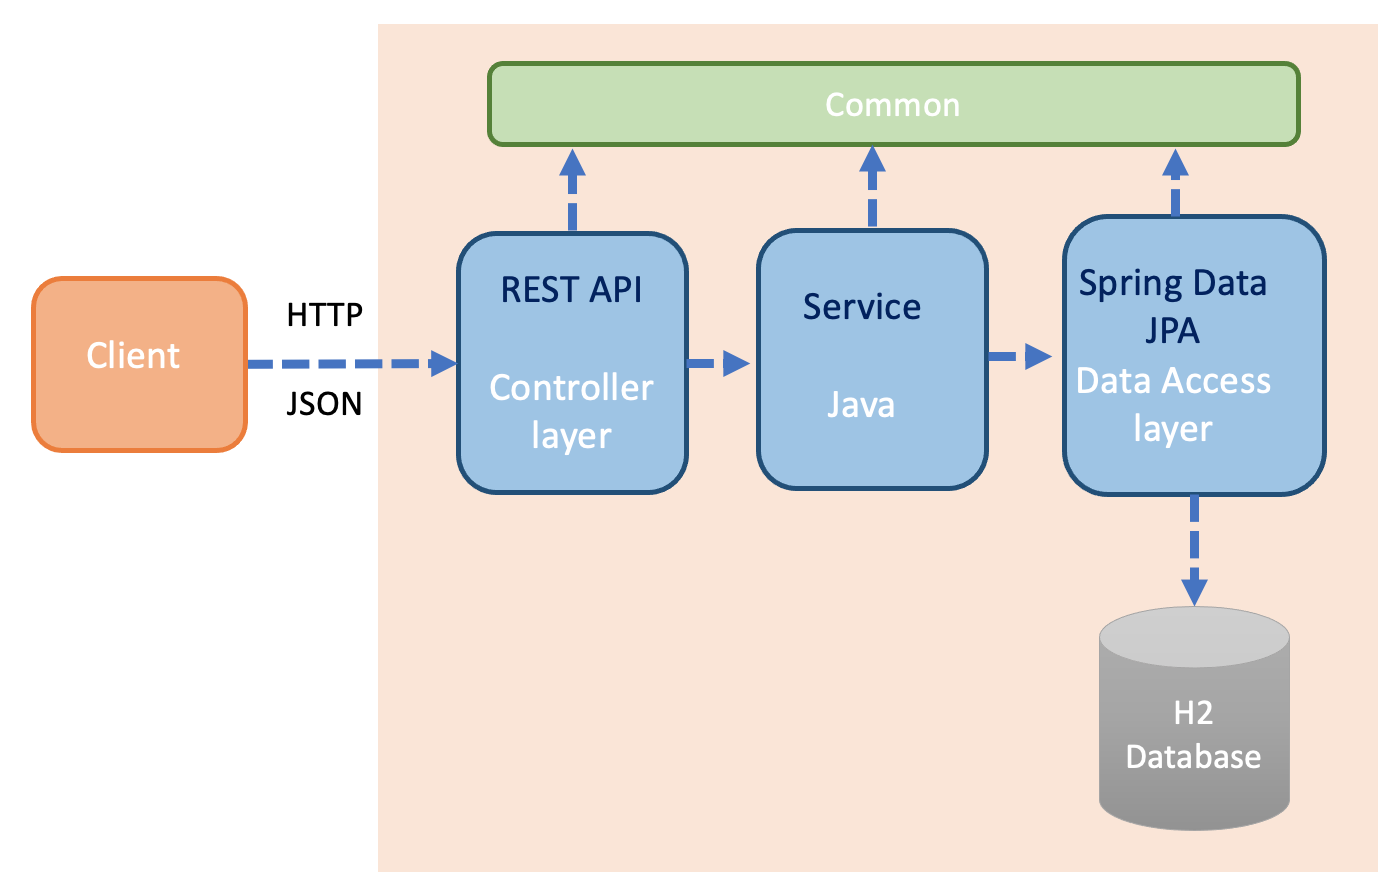 Common
Client
HTTP
JSON
REST API
Controller
layer
Service
Java
Spring Data
JPA
Data Access
layer
H2
Database